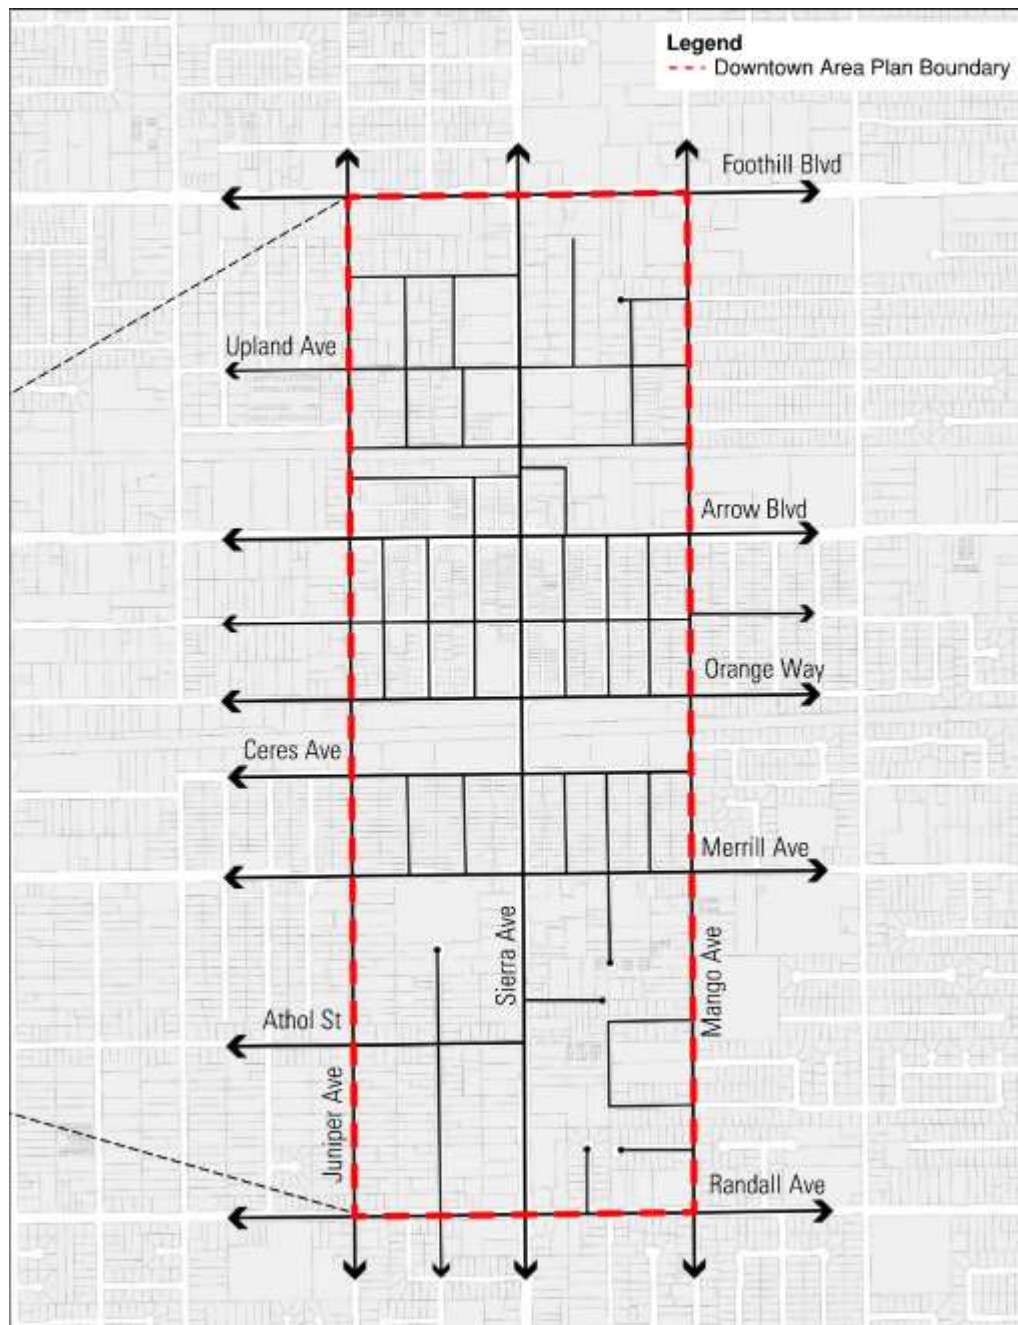 Legend
Downtown Area Plan Boundary
Foothill Blvd
Upland Ave
Arrow Blvd
Orange Way
Ceres Ave
Merrill Ave
Sierra Ave
Mango Ave
Athol St
Juniper Ave
Randall Ave